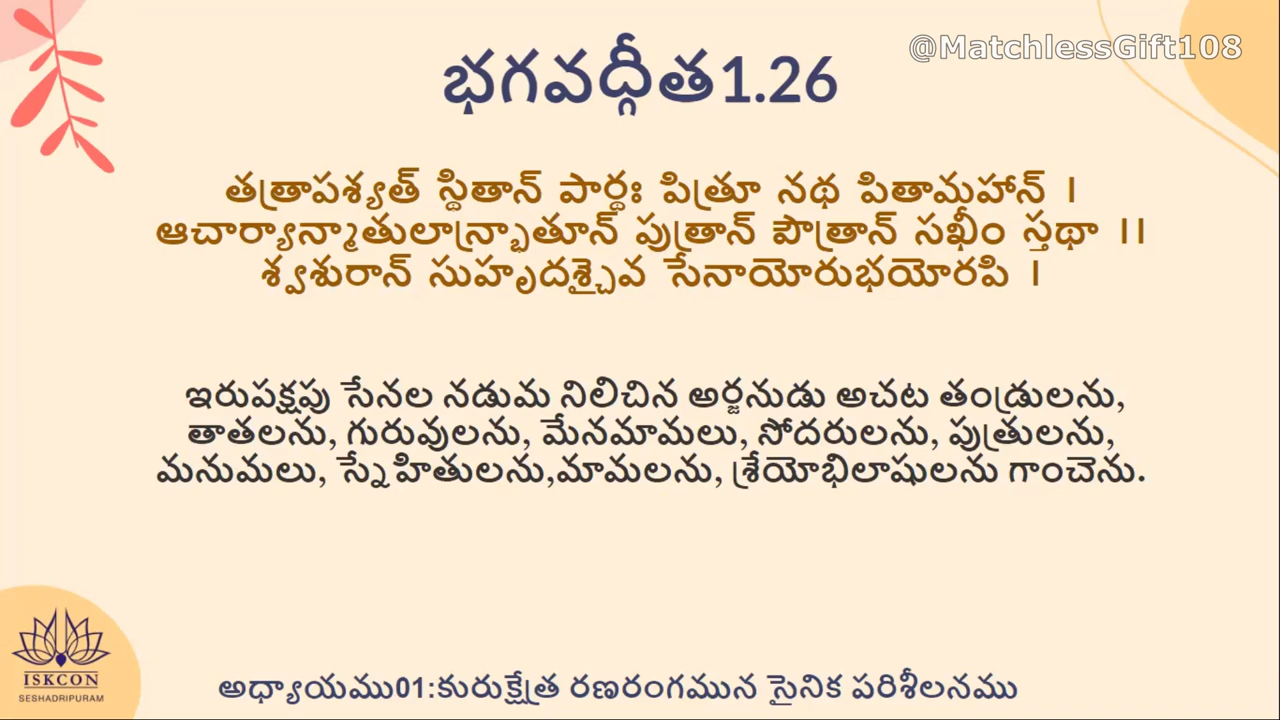 @MatchlessGift108
భగవద్గీత1.26
తత్రాపశ్యత్ స్థితాన్ పార్థః పిత్రూ నథ పితామహాన్ ।
ఆచార్యాన్మాతులాన్భ్రాతూన్ పుత్రాన్ పౌత్రాన్ సఖీం స్తథా ।।
శ్వశురాన్ సుహృదశ్చైవ సేనాయోరుభయోరపి ।
ఇరుపక్షపు సేనల నడుమ నిలిచిన అర్జనుడు అచట తండ్రులను,
తాతలను, గురువులను, మేనమామలు, సోదరులను, పుత్రులను,
మనుమలు, స్నేహితులను,మామలను, శ్రేయోభిలాషులను గాంచెను.
ISKCON
SESHADRIPURAM
అధ్యాయము01:కురుక్షేత్ర రణరంగమున సైనిక పరిశీలనము